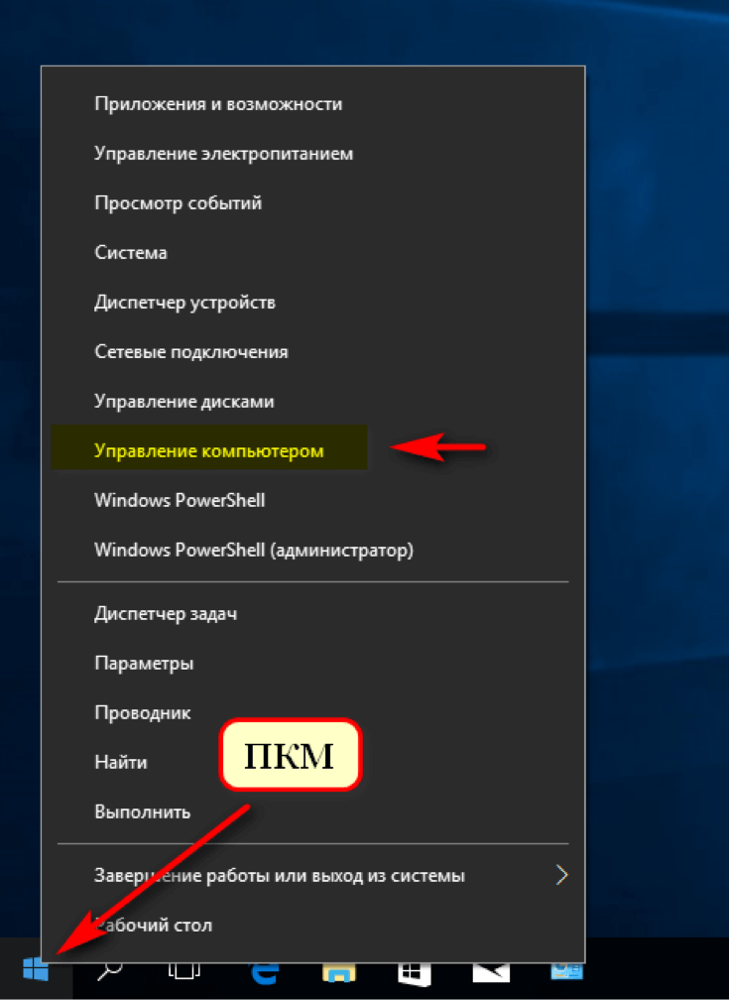 Приложения и возможности
Управление электропитанием
Просмотр событий
Система
Диспетчер устройств
Сетевые подключения
Управление дисками
Управление компьютером
Windows PowerShell
Windows PowerShell (администратор)
Диспетчер задач
Параметры
Проводник
ПКМ
Найти
Выполнить
Завершение работы или выход из системы
Рабочий стол